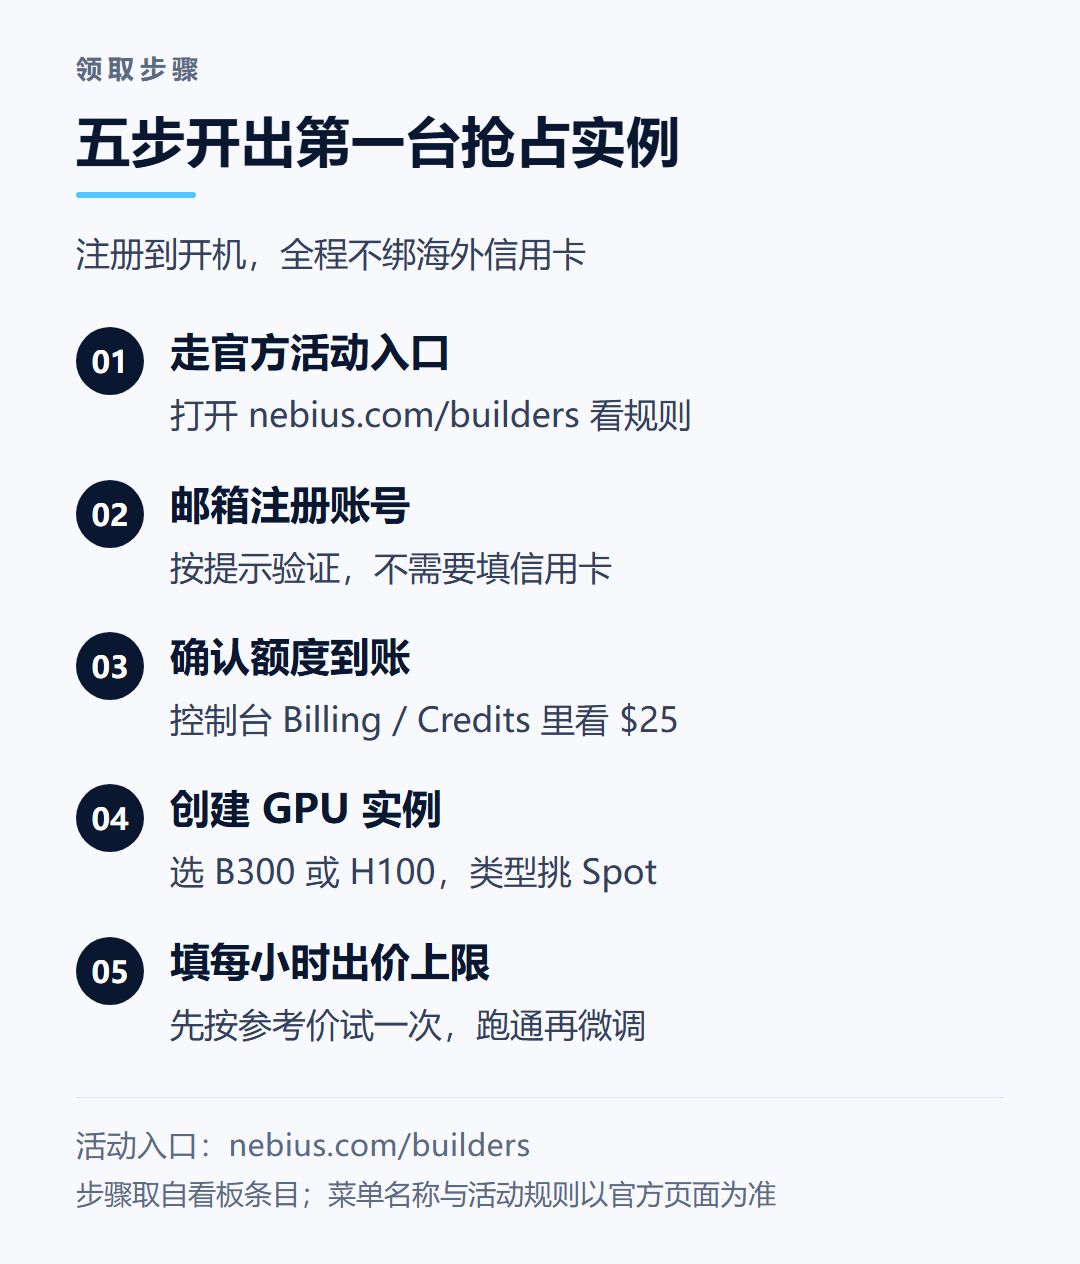 领取步骤
五步开出第一台抢占实例
注册到开机，全程不绑海外信用卡
01
走官方活动入口
打开 nebius.com/builders 看规则
02
邮箱注册账号
按提示验证，不需要填信用卡
03
确认额度到账
控制台 Billing / Credits 里看 $25
04
创建 GPU 实例
选 B300 或 H100，类型挑 Spot
05
填每小时出价上限
先按参考价试一次，跑通再微调
活动入口：nebius.com/builders
步骤取自看板条目；菜单名称与活动规则以官方页面为准